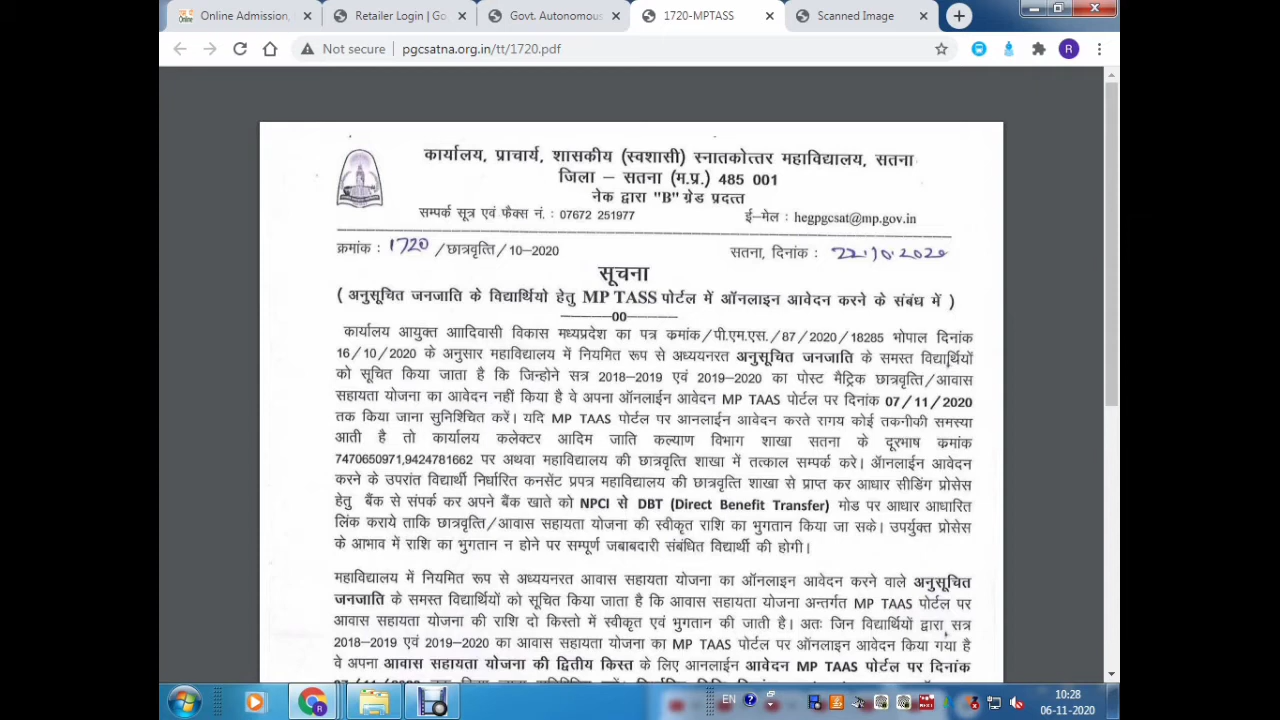 Online Admission,
Retailer Login | Go
Govt. Autonomous
1720-MPTASS
Scanned Image
Not secure
pgcsatna.org.in/tt/1720.pdf
R
कार्यालय, प्राचार्य, शासकीय (स्वशासी) स्नातकोत्तर महाविद्यालय, सतना
जिला – सतना (म.प्र.) 485 001
नेक द्वारा "B" ग्रेड प्रदत्त
सम्पर्क सूत्र एवं फैक्स नं. : 07672 251977 ई–मेल : hegpgcsat@mp.gov.in
क्रमांक : 1720 /छात्रवृत्ति/10–2020 सतना, दिनांक : 22.10.2020
सूचना
( अनुसूचित जनजाति के विद्यार्थियो हेतु MP TASS पोर्टल में ऑनलाइन आवेदन करने के संबंध में )
00
कार्यालय आयुक्त आादिवासी विकास मध्यप्रदेश का पत्र कमांक/पी.एम.एस./87/2020/18285 भोपाल दिनांक
16/10/2020 के अनुसार महाविद्यालय में नियमित रूप से अध्ययनरत अनुसूचित जनजाति के समस्त विद्यार्थियों
को सूचित किया जाता है कि जिन्होने सत्र 2018–2019 एवं 2019–2020 का पोस्ट मैट्रिक छात्रवृत्ति/आवास
सहायता योजना का आवेदन नहीं किया है वे अपना ऑनलाईन आवेदन MP TAAS पोर्टल पर दिनांक 07/11/2020
तक किया जाना सुनिश्चित करें। यदि MP TAAS पोर्टल पर आनलाईन आवेदन करते रागय कोई तकनीकी समस्या
आती है तो कार्यालय कलेक्टर आदिम जाति कल्याण विभाग शाखा सतना के दूरभाष कमांक
7470650971,9424781662 पर अथवा महाविद्यालय की छात्रवृत्ति शाखा में तत्काल सम्पर्क करे। ऑनलाईन आवेदन
करने के उपरांत विद्यार्थी निर्धारित कनसेंट प्रपत्र महाविद्यालय की छात्रवृत्ति शाखा से प्राप्त कर आधार सीडिंग प्रोसेस
हेतु बैंक से संपर्क कर अपने बैंक खाते को NPCI से DBT (Direct Benefit Transfer) मोड पर आधार आधारित
लिंक कराये ताकि छात्रवृत्ति/आवास सहायता योजना की स्वीकृत राशि का भुगतान किया जा सके। उपर्युक्त प्रोसेस
के आभाव में राशि का भुगतान न होने पर सम्पूर्ण जबाबदारी संबंधित विद्यार्थी की होगी।
महाविद्यालय में नियमित रूप से अध्ययनरत आवास सहायता योजना का ऑनलाइन आवेदन करने वाले अनुसूचित
जनजाति के समस्त विद्यार्थियों को सूचित किया जाता है कि आवास सहायता योजना अन्तर्गत MP TAAS पोर्टल पर
आवास सहायता योजना की राशि दो किस्तो में स्वीकृत एवं भुगतान की जाती है। अतः जिन विद्यार्थियों द्वारा सत्र
2018–2019 एवं 2019–2020 का आवास सहायता योजना का MP TAAS पोर्टल पर ऑनलाइन आवेदन किया गया है
वे अपना आवास सहायता योजना की द्वितीय किस्त के लिए आनलाईन आवेदन MP TAAS पोर्टल पर दिनांक
EN
10:28
06-11-2020